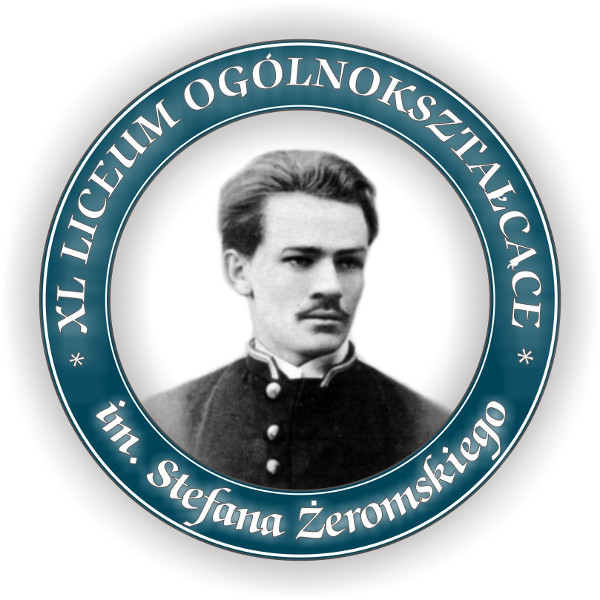 * XL LICEUM OGÓLNOKSZTAŁCĄCE *
im. Stefana Żeromskiego